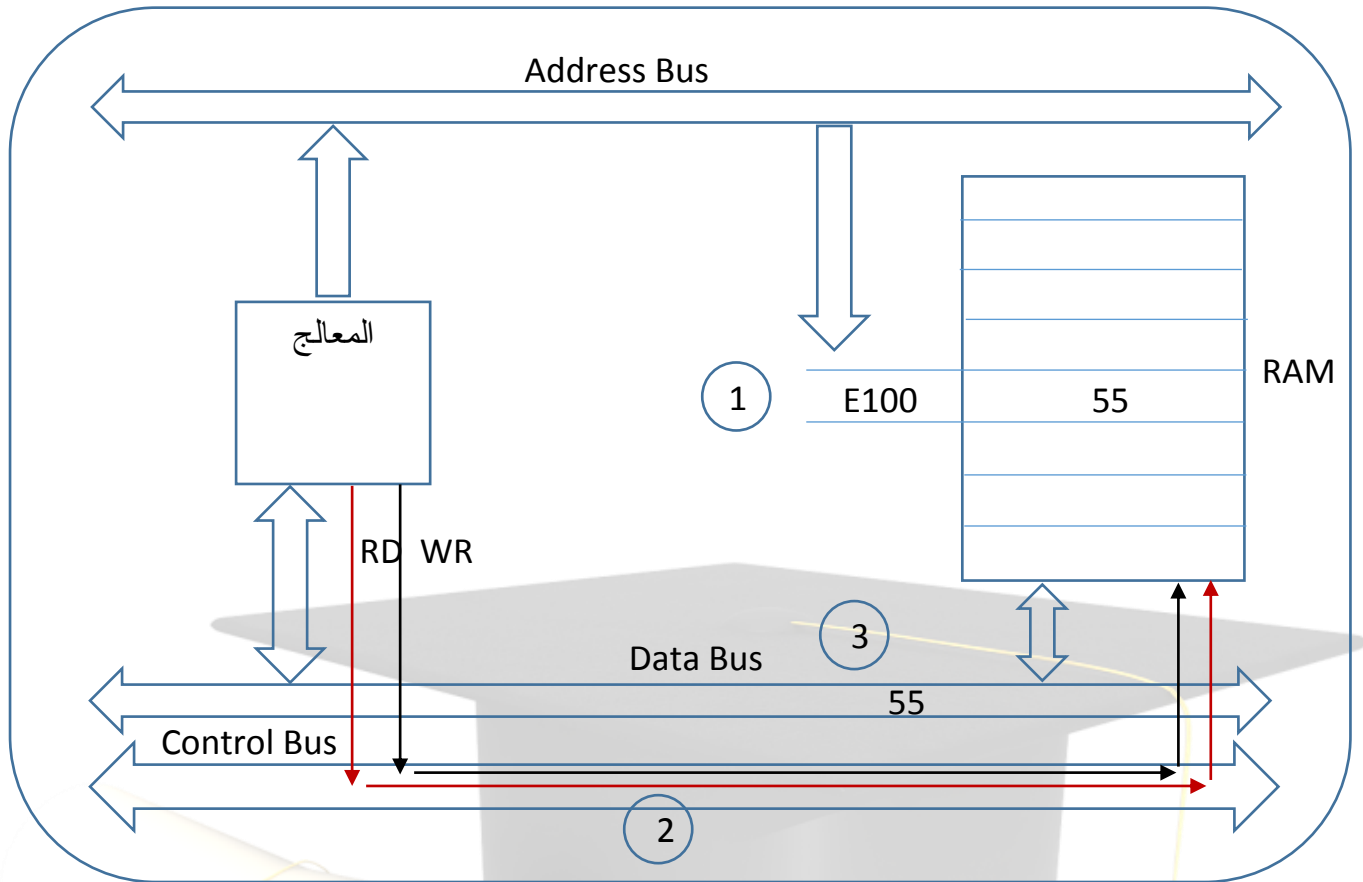 Address Bus
المعالج
RAM
1
E100
55
RD WR
3
Data Bus
55
Control Bus
2